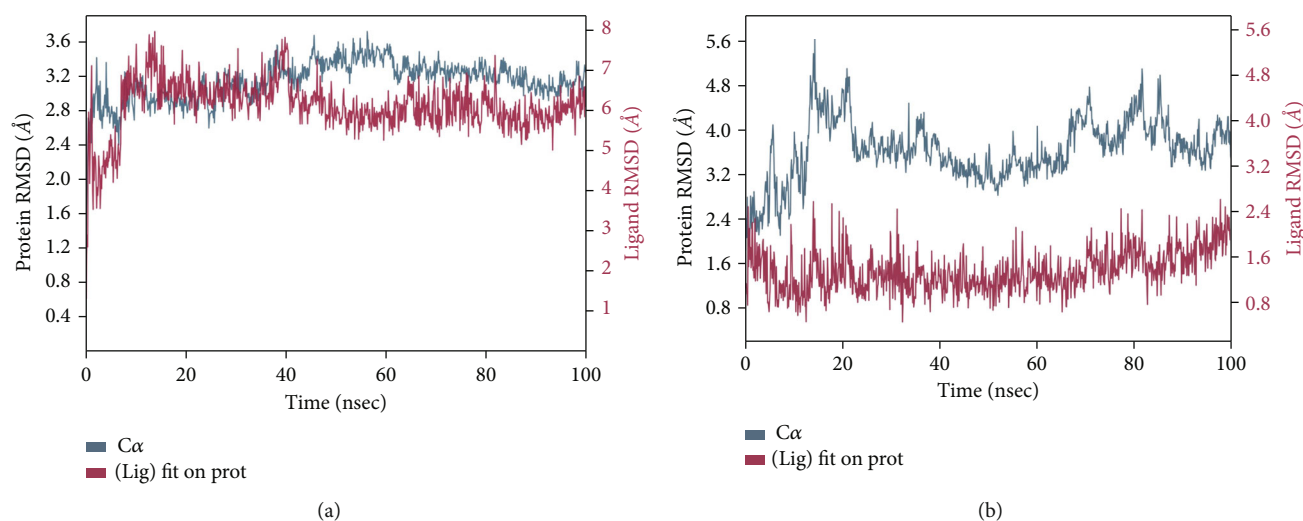 Protein RMSD (Å)
3.6
3.2
2.8
2.4
2.0
1.6
1.2
0.8
0.4
8
7
6
5
4
3
2
1
Ligand RMSD (Å)
0 20 40 60 80 100
Time (nsec)
Cα
(Lig) fit on prot
(a)
Protein RMSD (Å)
5.6
4.8
4.0
3.2
2.4
1.6
0.8
5.6
4.8
4.0
3.2
2.4
1.6
0.8
Ligand RMSD (Å)
0 20 40 60 80 100
Time (nsec)
Cα
(Lig) fit on prot
(b)